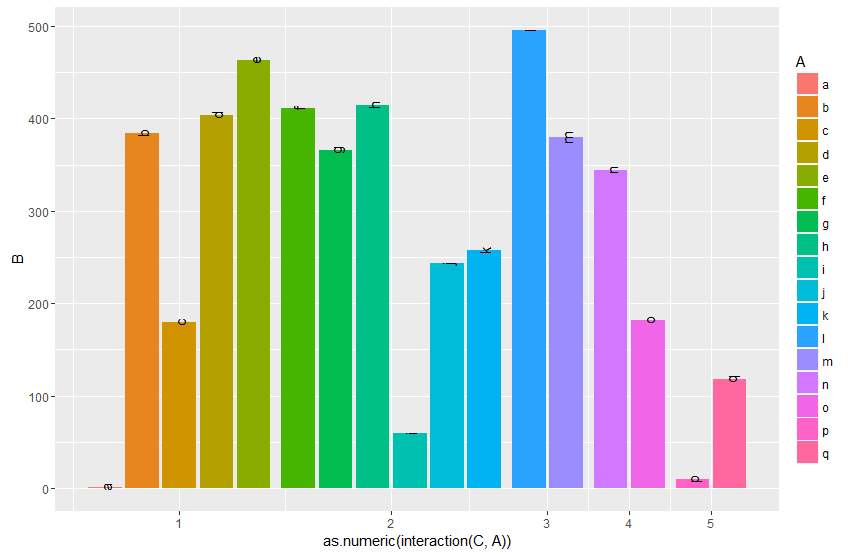 500
400
300
200
100
0
B
a
b
c
d
e
f
g
h
i
j
k
l
m
n
o
p
q
1
2
3
4
5
as.numeric(interaction(C, A))
A
a
b
c
d
e
f
g
h
i
j
k
l
m
n
o
p
q